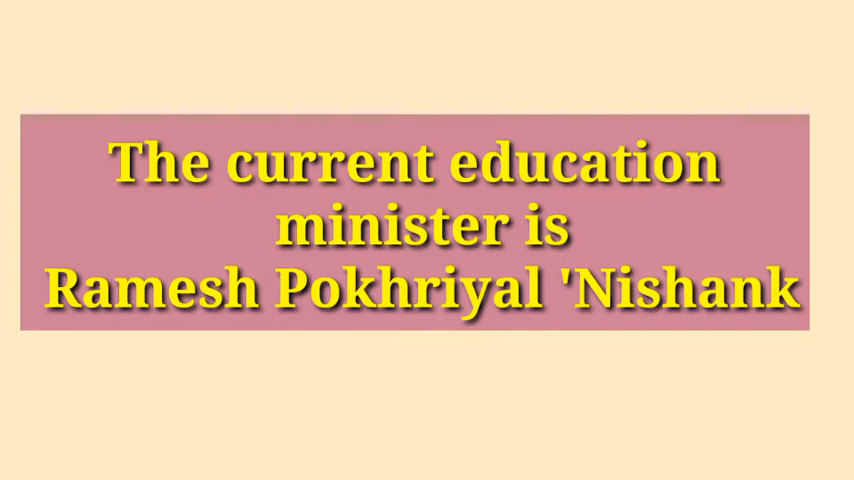 The current education
minister is
Ramesh Pokhriyal 'Nishank